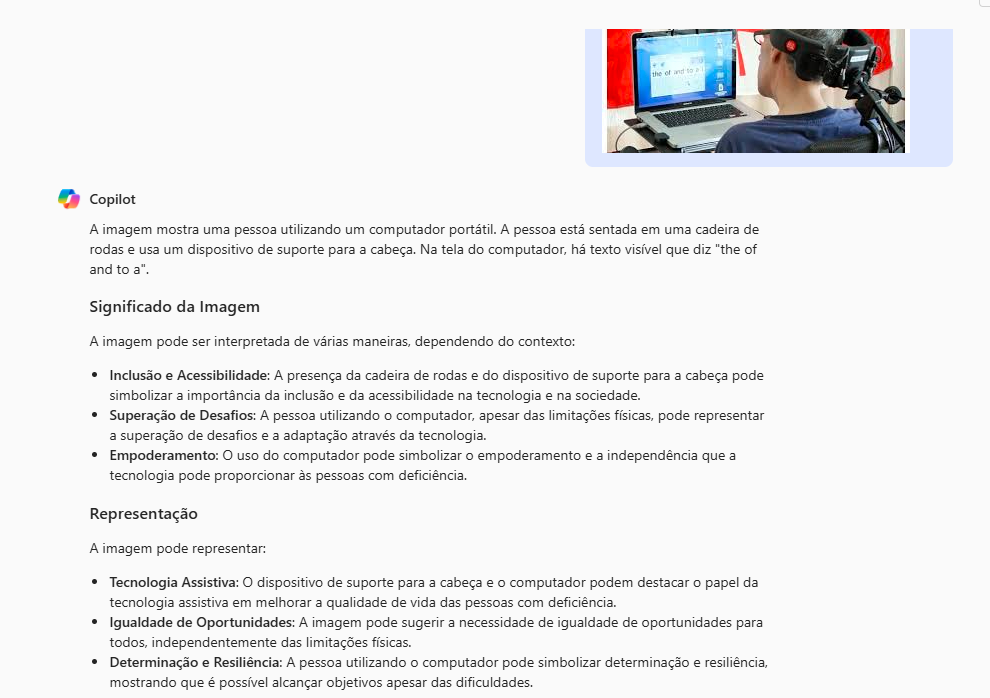 the of and to a
Copilot
A imagem mostra uma pessoa utilizando um computador portátil. A pessoa está sentada em uma cadeira de
rodas e usa um dispositivo de suporte para a cabeça. Na tela do computador, há texto visível que diz "the of
and to a".
Significado da Imagem
A imagem pode ser interpretada de várias maneiras, dependendo do contexto:
• Inclusão e Acessibilidade: A presença da cadeira de rodas e do dispositivo de suporte para a cabeça pode
simbolizar a importância da inclusão e da acessibilidade na tecnologia e na sociedade.
• Superação de Desafios: A pessoa utilizando o computador, apesar das limitações físicas, pode representar
a superação de desafios e a adaptação através da tecnologia.
• Empoderamento: O uso do computador pode simbolizar o empoderamento e a independência que a
tecnologia pode proporcionar às pessoas com deficiência.
Representação
A imagem pode representar:
• Tecnologia Assistiva: O dispositivo de suporte para a cabeça e o computador podem destacar o papel da
tecnologia assistiva em melhorar a qualidade de vida das pessoas com deficiência.
• Igualdade de Oportunidades: A imagem pode sugerir a necessidade de igualdade de oportunidades para
todos, independentemente das limitações físicas.
• Determinação e Resiliência: A pessoa utilizando o computador pode simbolizar determinação e resiliência,
mostrando que é possível alcançar objetivos apesar das dificuldades.